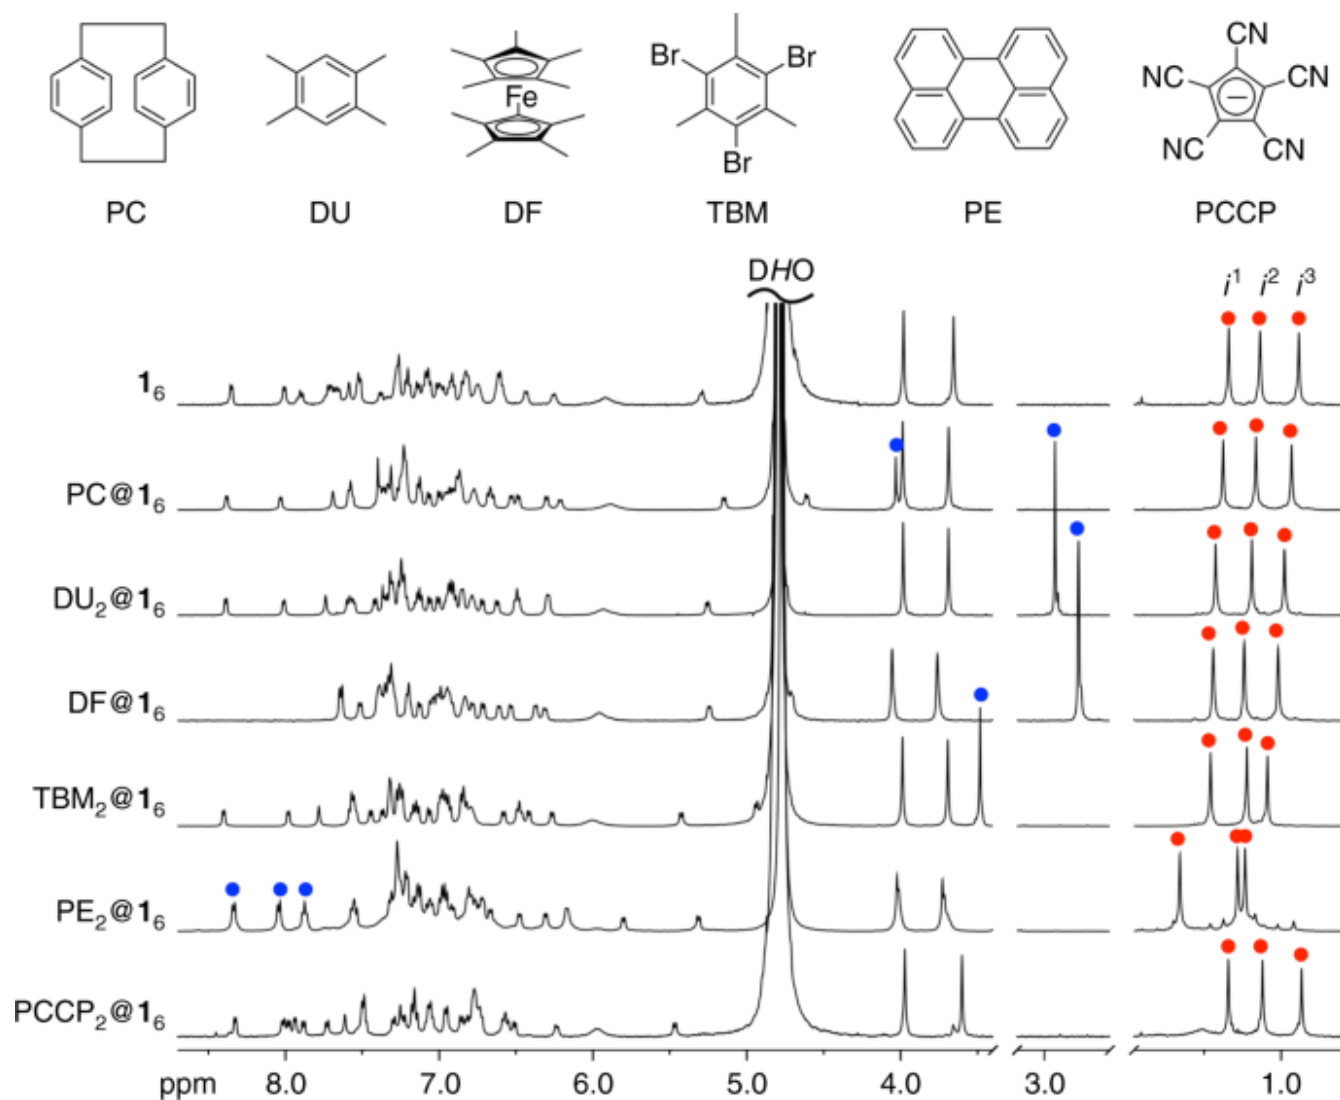 CN
Br Br NC CN
Fe
NC CN
Br
PC DU DF TBM PE PCCP
DHO i¹ i² i³
1₆
PC@1₆
DU₂@1₆
DF@1₆
TBM₂@1₆
PE₂@1₆
PCCP₂@1₆
ppm 8.0 7.0 6.0 5.0 4.0 3.0 1.0